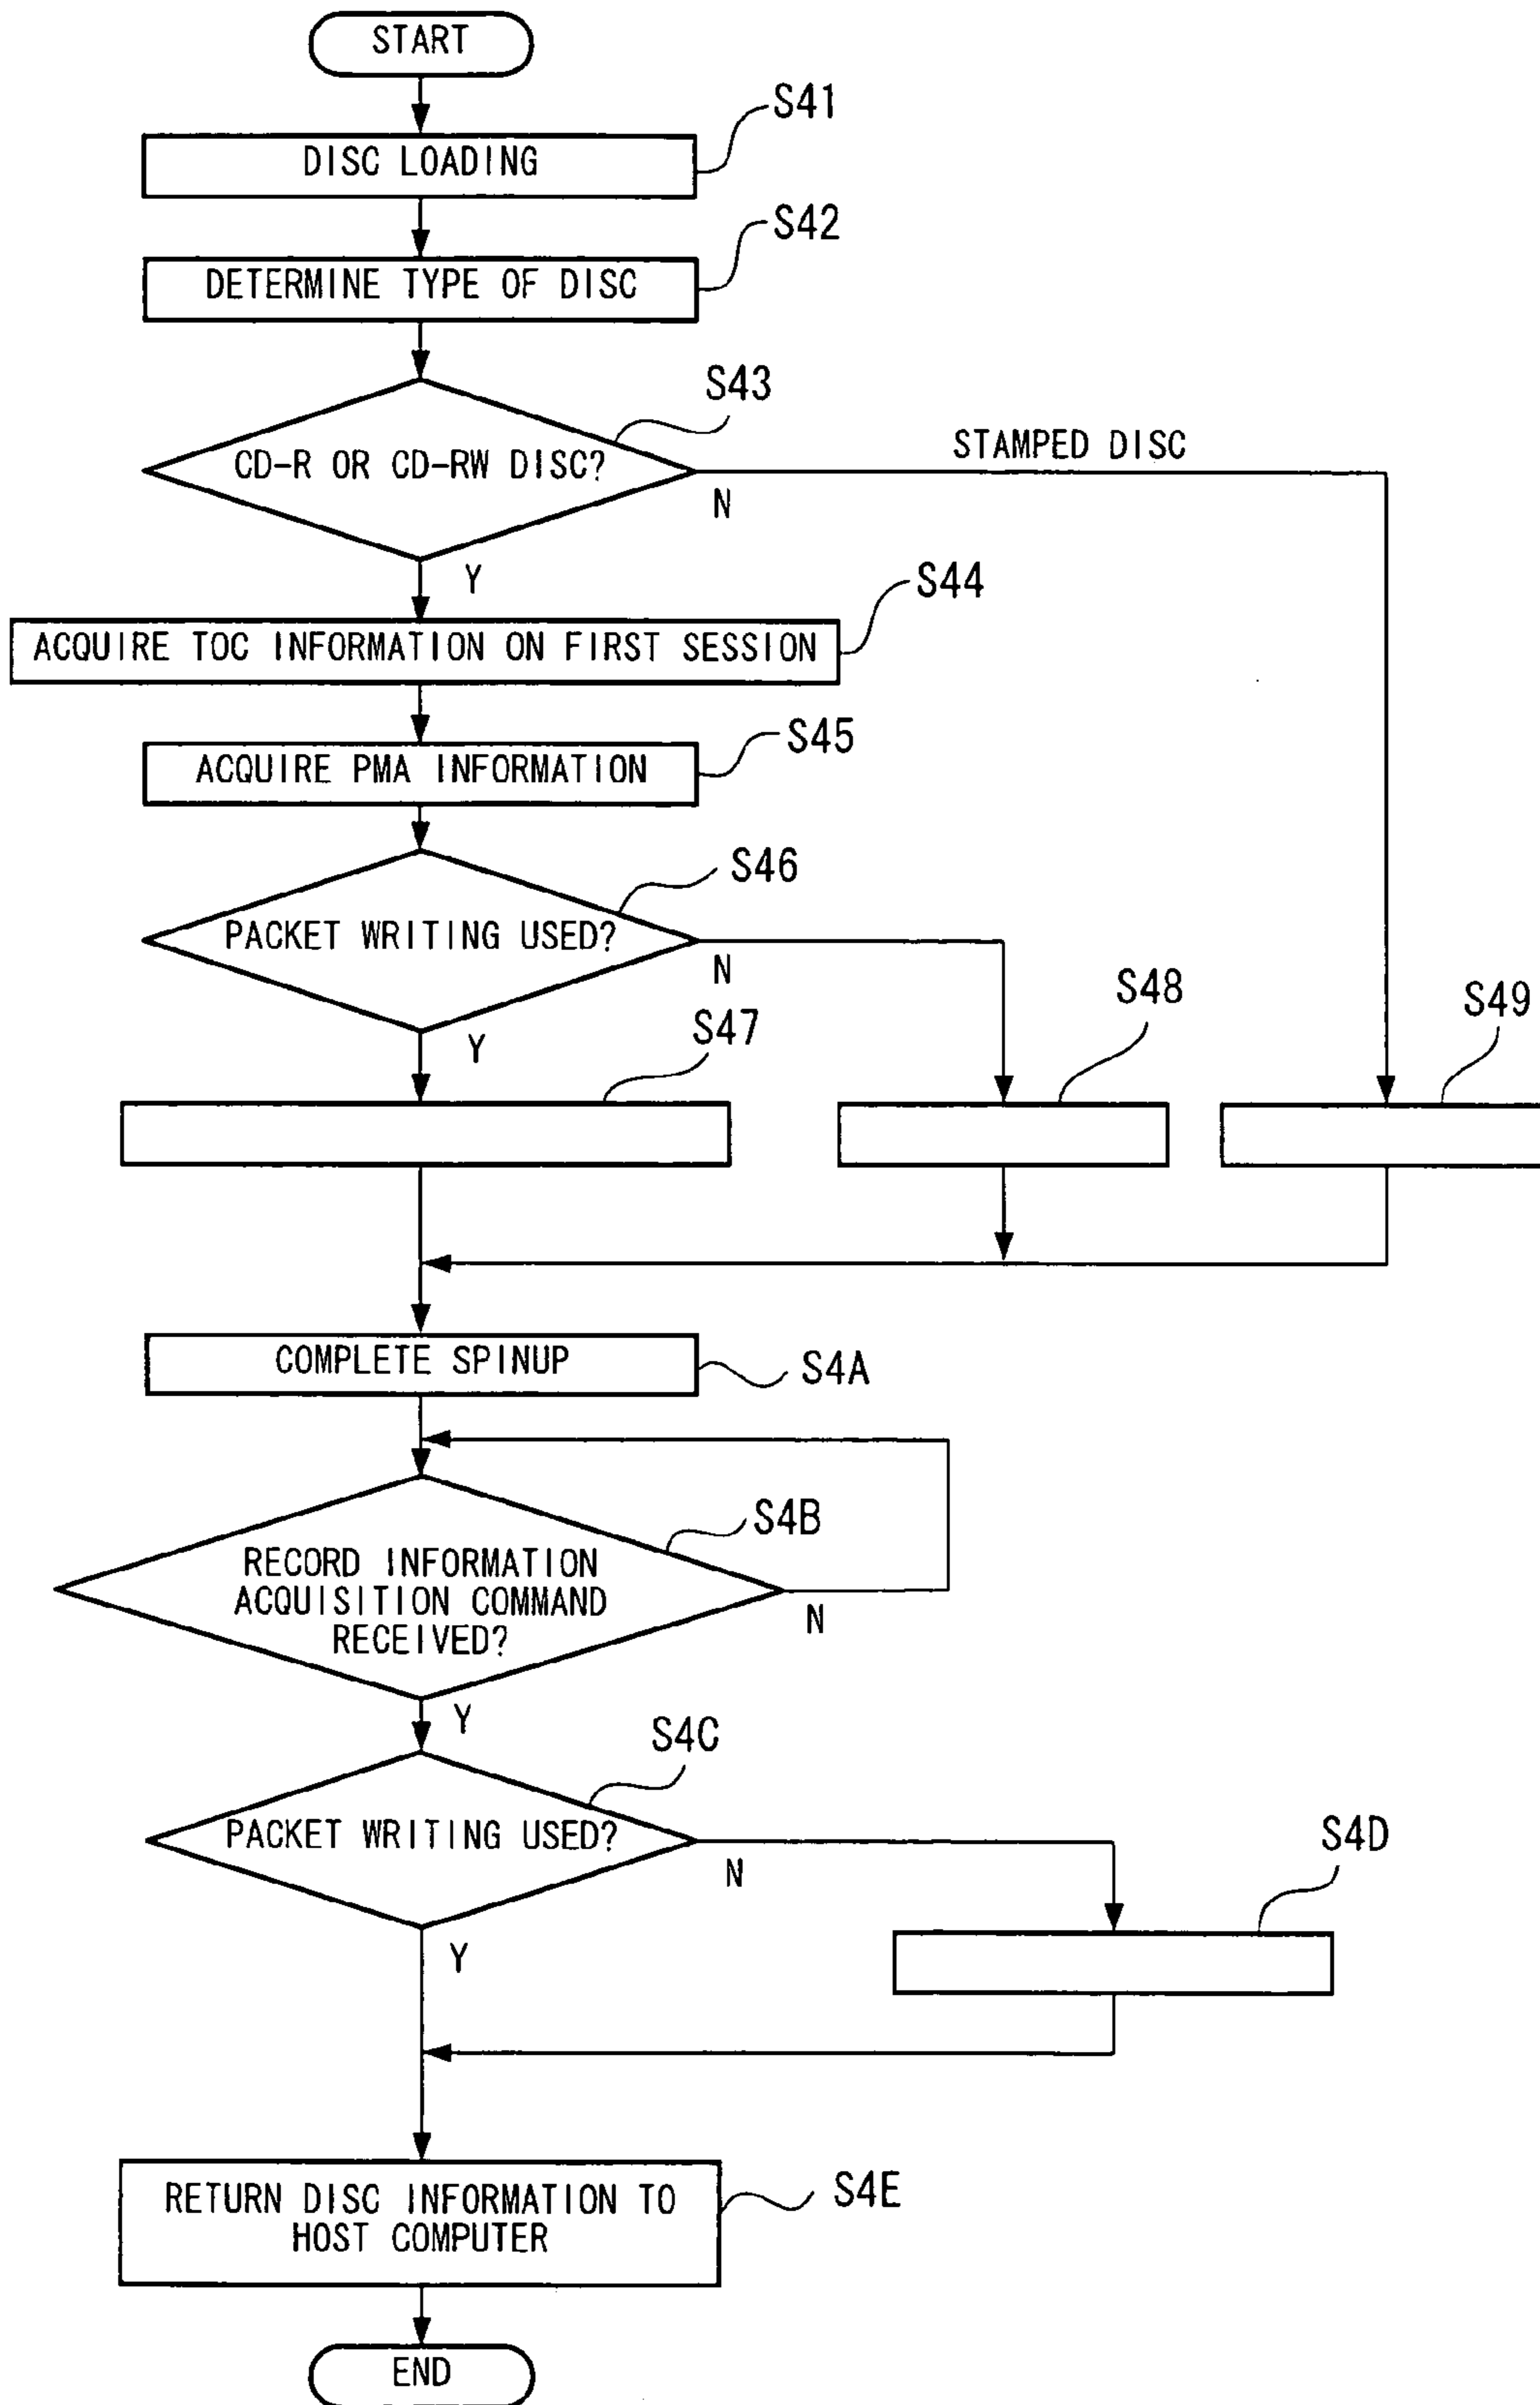 START
S41
DISC LOADING
S42
DETERMINE TYPE OF DISC
S43
CD-R OR CD-RW DISC?
STAMPED DISC
N
Y
S44
ACQUIRE TOC INFORMATION ON FIRST SESSION
S45
ACQUIRE PMA INFORMATION
S46
PACKET WRITING USED?
N
Y
S47
S48
S49
COMPLETE SPINUP
S4A
S4B
RECORD INFORMATION
ACQUISITION COMMAND
RECEIVED?
N
Y
S4C
PACKET WRITING USED?
N
Y
S4D
RETURN DISC INFORMATION TO
HOST COMPUTER
S4E
END